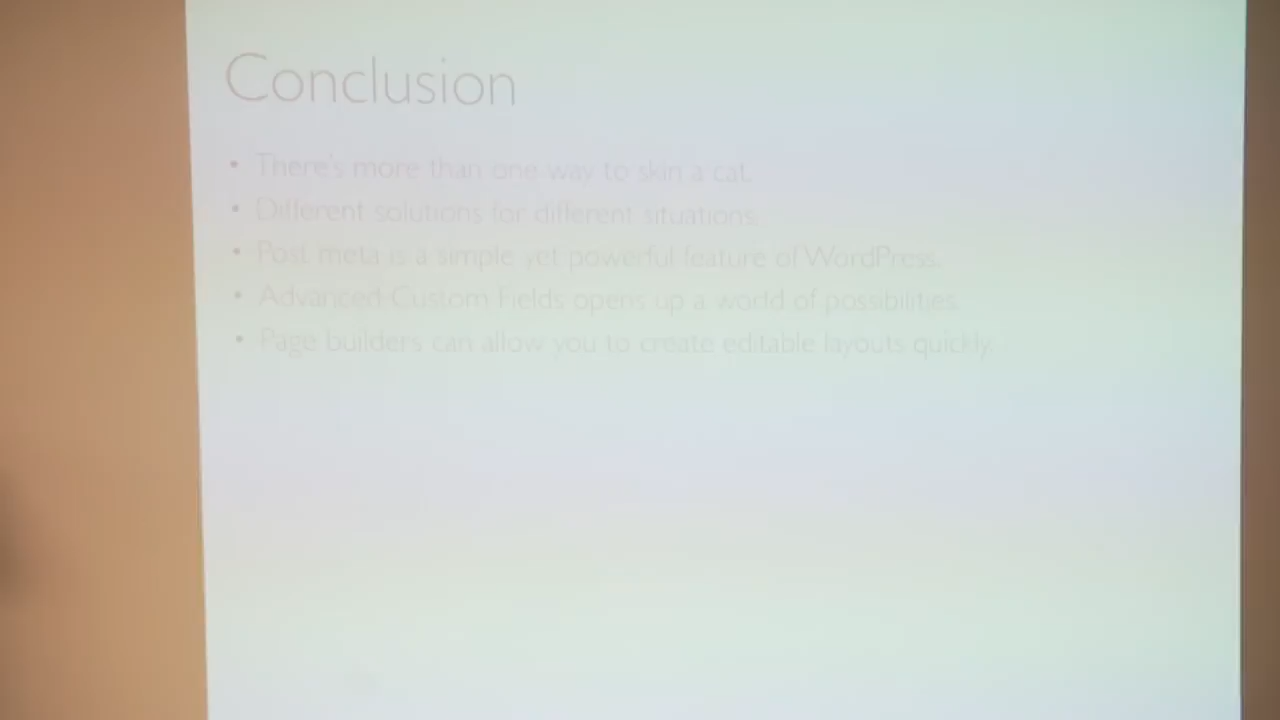 Conclusion
• There's more than one way to skin a cat.
• Different solutions for different situations.
• Post meta is a simple yet powerful feature of WordPress.
• Advanced Custom Fields opens up a world of possibilities.
• Page builders can allow you to create editable layouts quickly.